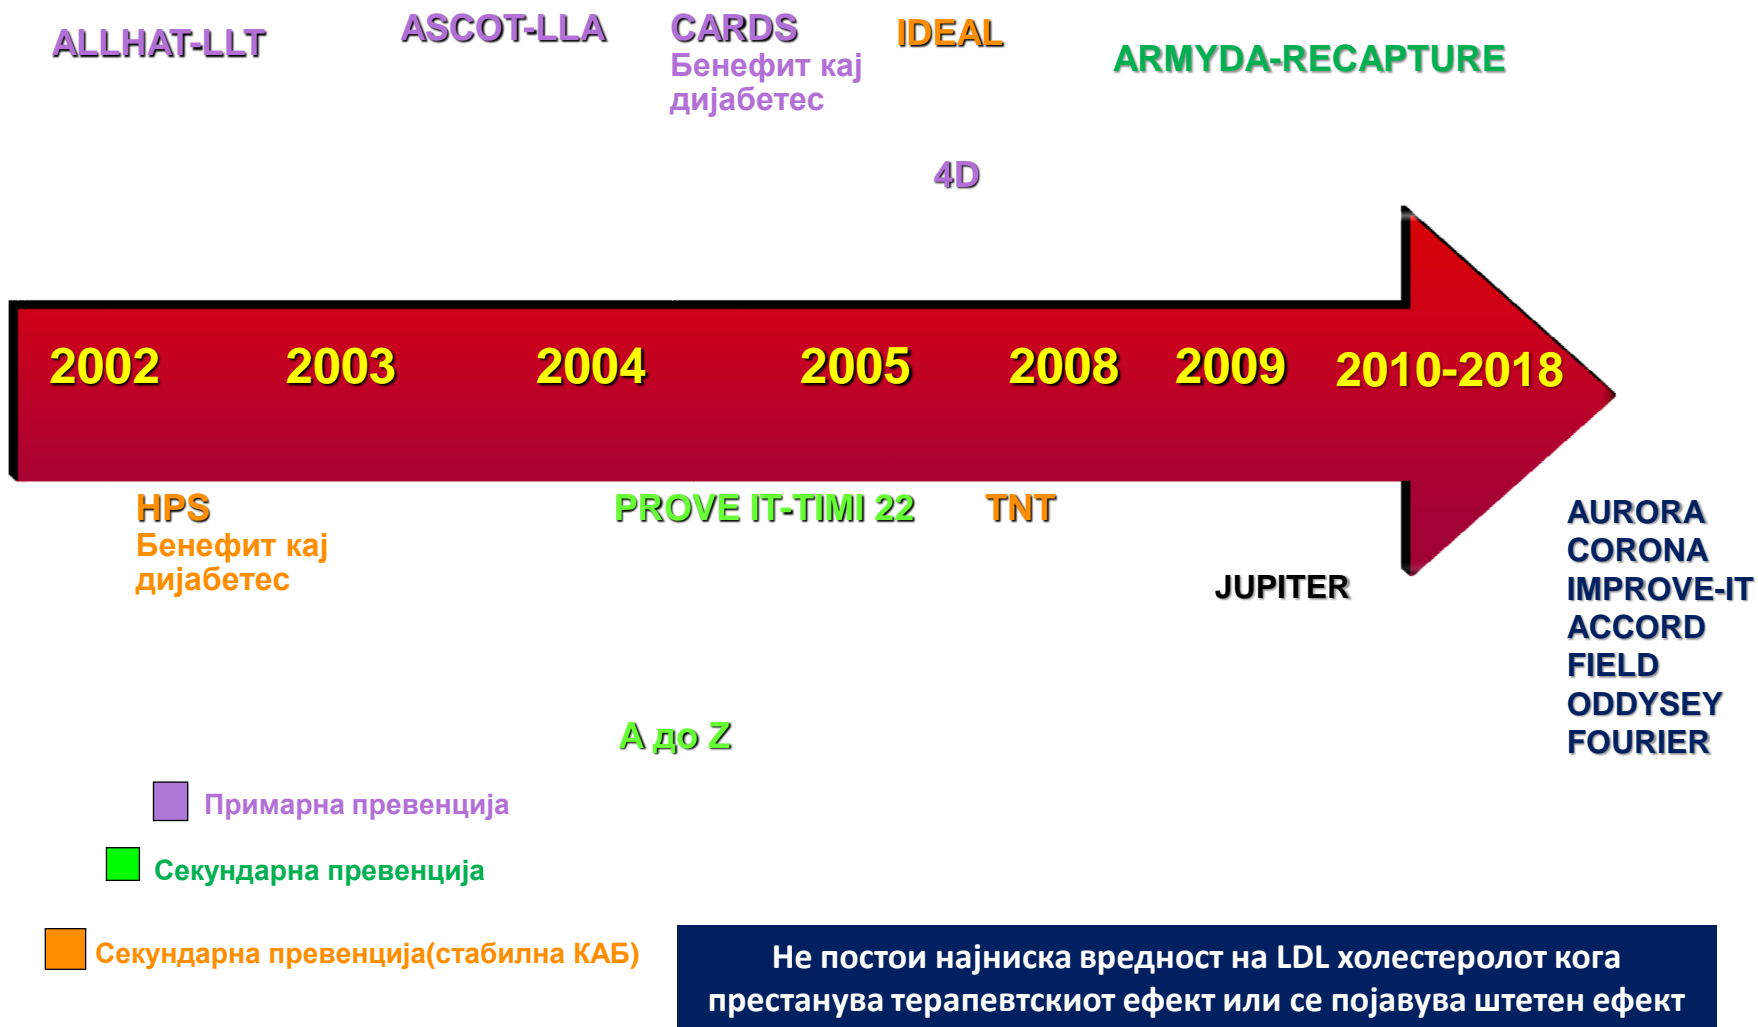 ALLHAT-LLT
ASCOT-LLA
CARDS
Бенефит кај
дијабетес
IDEAL
ARMYDA-RECAPTURE
4D
2002
2003
2004
2005
2008
2009
2010-2018
HPS
Бенефит кај
дијабетес
PROVE IT-TIMI 22
TNT
JUPITER
AURORA
CORONA
IMPROVE-IT
ACCORD
FIELD
ODDYSEY
FOURIER
А до Z
Примарна превенција
Секундарна превенција
Секундарна превенција(стабилна КАБ)
Не постои најниска вредност на LDL холестеролот кога
престанува терапевтскиот ефект или се појавува штетен ефект